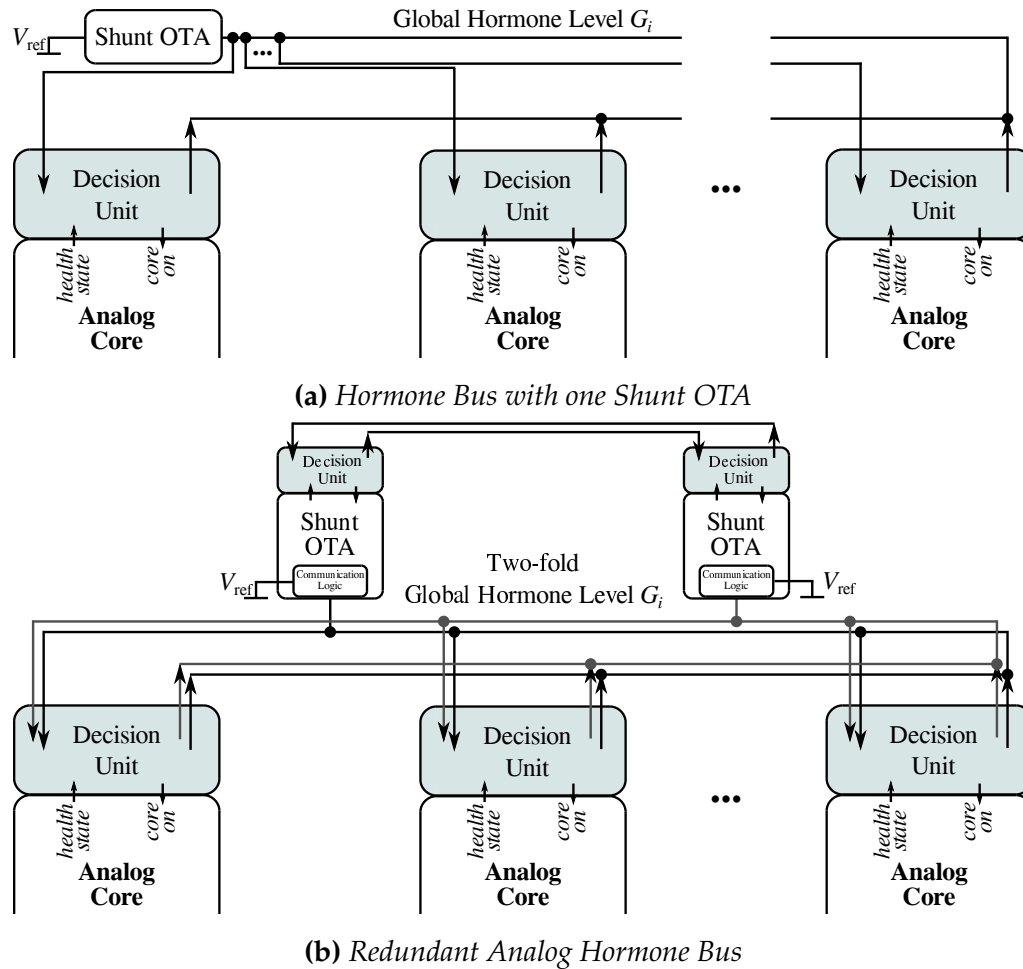 V_ref
Shunt OTA
Global Hormone Level G_i
...
Decision
Unit
health
state
core
on
Analog
Core
Decision
Unit
health
state
core
on
Analog
Core
...
Decision
Unit
health
state
core
on
Analog
Core
(a) Hormone Bus with one Shunt OTA
Decision
Unit
Shunt
OTA
Communication
Logic
V_ref
Decision
Unit
Shunt
OTA
Communication
Logic
V_ref
Two-fold
Global Hormone Level G_i
Decision
Unit
health
state
core
on
Analog
Core
Decision
Unit
health
state
core
on
Analog
Core
...
Decision
Unit
health
state
core
on
Analog
Core
(b) Redundant Analog Hormone Bus